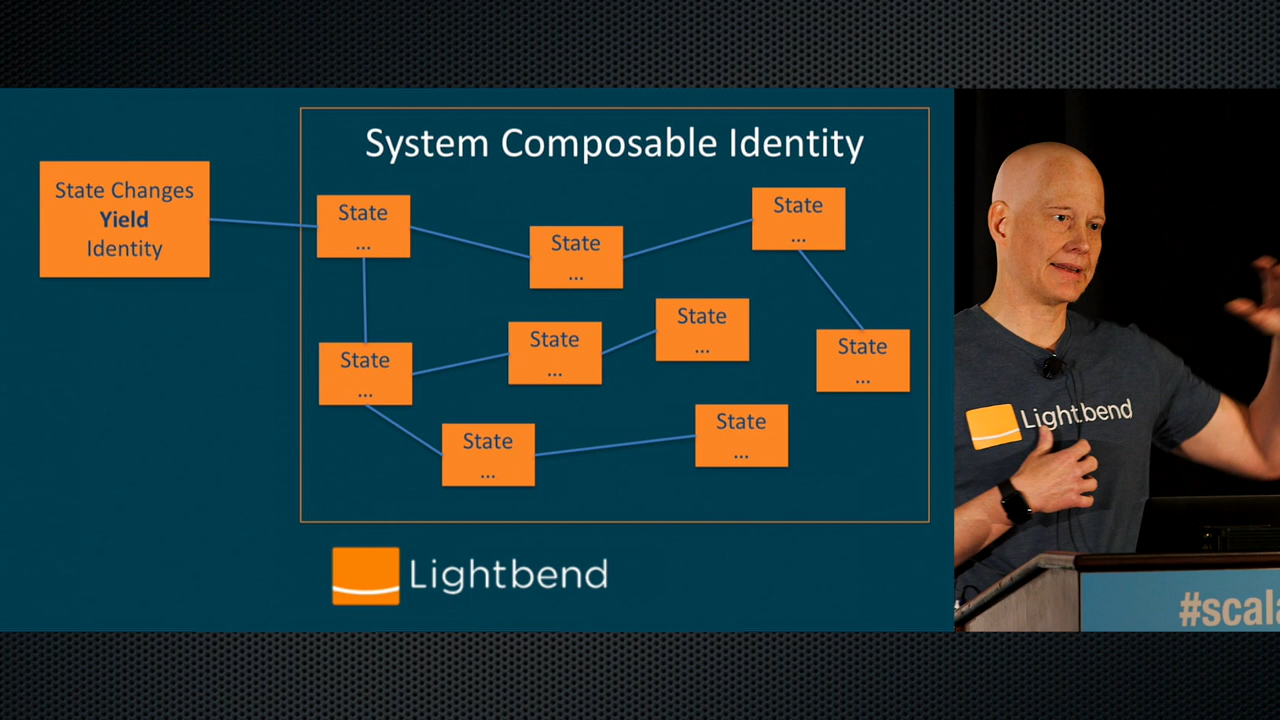 System Composable Identity
State Changes
Yield
Identity
State
...
State
...
State
...
State
...
State
...
State
...
State
...
State
...
State
...
Lightbend
Lightbend
#scala